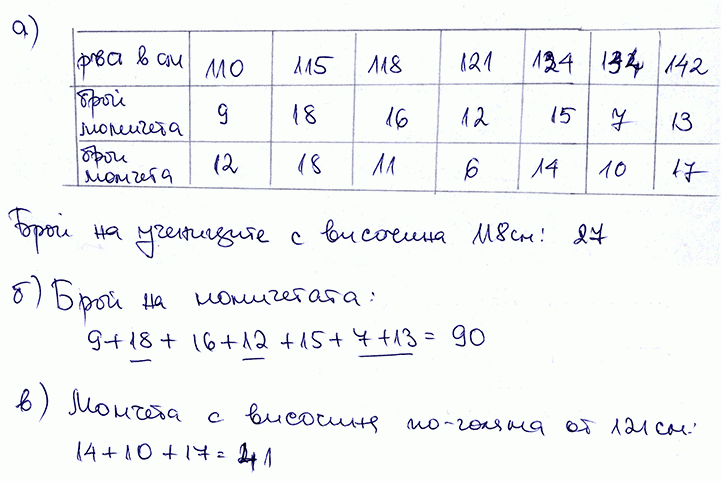 а)
ръст в см 110 115 118 121 124 134 142
брой момичета 9 18 16 12 15 7 13
брой момчета 12 18 11 6 14 10 17
Брой на учениците с височина 118см: 27
б) Брой на момичетата:
9+18+16+12+15+7+13=90
в) Момчета с височина по-голяма от 121см:
14+10+17=41